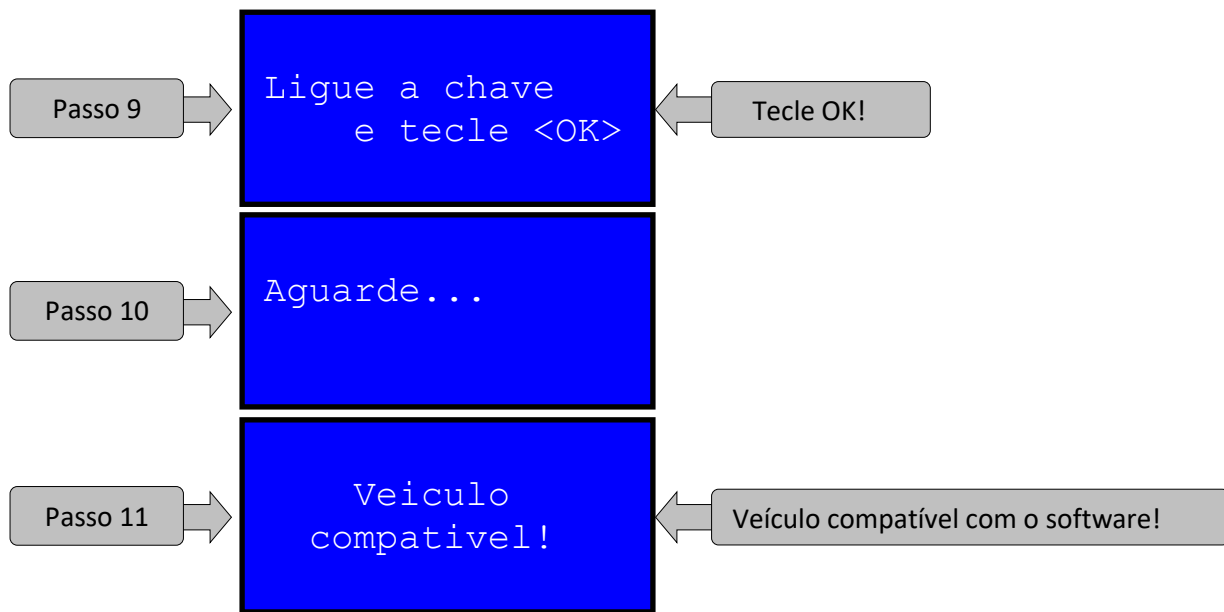 Passo 9
Ligue a chave
e tecle <OK>
Tecle OK!
Passo 10
Aguarde...
Passo 11
Veiculo
compativel!
Veículo compatível com o software!